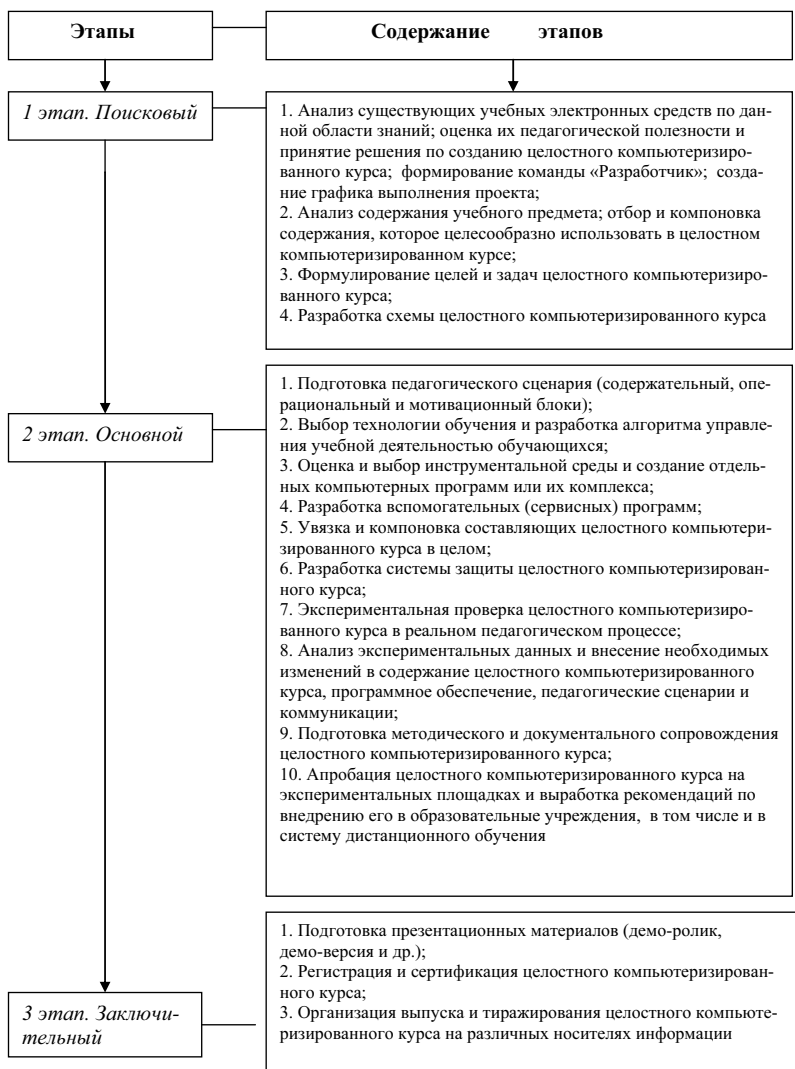 Этапы
Содержание этапов
1 этап. Поисковый
1. Анализ существующих учебных электронных средств по дан-
ной области знаний; оценка их педагогической полезности и
принятие решения по созданию целостного компьютеризиро-
ванного курса; формирование команды «Разработчик»; созда-
ние графика выполнения проекта;
2. Анализ содержания учебного предмета; отбор и компоновка
содержания, которое целесообразно использовать в целостном
компьютеризированном курсе;
3. Формулирование целей и задач целостного компьютеризиро-
ванного курса;
4. Разработка схемы целостного компьютеризированного курса
2 этап. Основной
1. Подготовка педагогического сценария (содержательный, опе-
рациональный и мотивационный блоки);
2. Выбор технологии обучения и разработка алгоритма управле-
ния учебной деятельностью обучающихся;
3. Оценка и выбор инструментальной среды и создание отдель-
ных компьютерных программ или их комплекса;
4. Разработка вспомогательных (сервисных) программ;
5. Увязка и компоновка составляющих целостного компьютери-
зированного курса в целом;
6. Разработка системы защиты целостного компьютеризирован-
ного курса;
7. Экспериментальная проверка целостного компьютеризиро-
ванного курса в реальном педагогическом процессе;
8. Анализ экспериментальных данных и внесение необходимых
изменений в содержание целостного компьютеризированного
курса, программное обеспечение, педагогические сценарии и
коммуникации;
9. Подготовка методического и документального сопровождения
целостного компьютеризированного курса;
10. Апробация целостного компьютеризированного курса на
экспериментальных площадках и выработка рекомендаций по
внедрению его в образовательные учреждения, в том числе и в
систему дистанционного обучения
3 этап. Заключи-
тельный
1. Подготовка презентационных материалов (демо-ролик,
демо-версия и др.);
2. Регистрация и сертификация целостного компьютеризирован-
ного курса;
3. Организация выпуска и тиражирования целостного компьюте-
ризированного курса на различных носителях информации